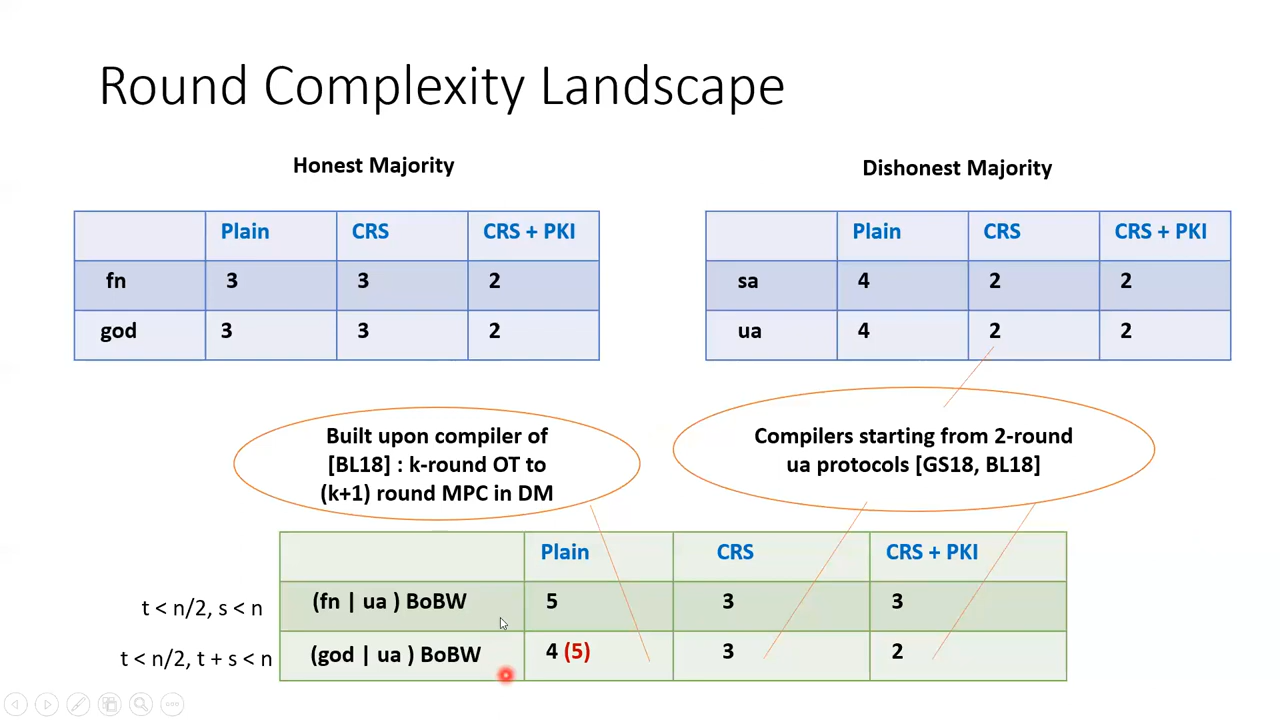 Round Complexity Landscape
Honest Majority
Plain CRS CRS + PKI
fn 3 3 2
god 3 3 2
Dishonest Majority
Plain CRS CRS + PKI
sa 4 2 2
ua 4 2 2
Built upon compiler of
[BL18] : k-round OT to
(k+1) round MPC in DM
Compilers starting from 2-round
ua protocols [GS18, BL18]
Plain CRS CRS + PKI
t < n/2, s < n (fn | ua ) BoBW 5 3 3
t < n/2, t + s < n (god | ua ) BoBW 4 (5) 3 2